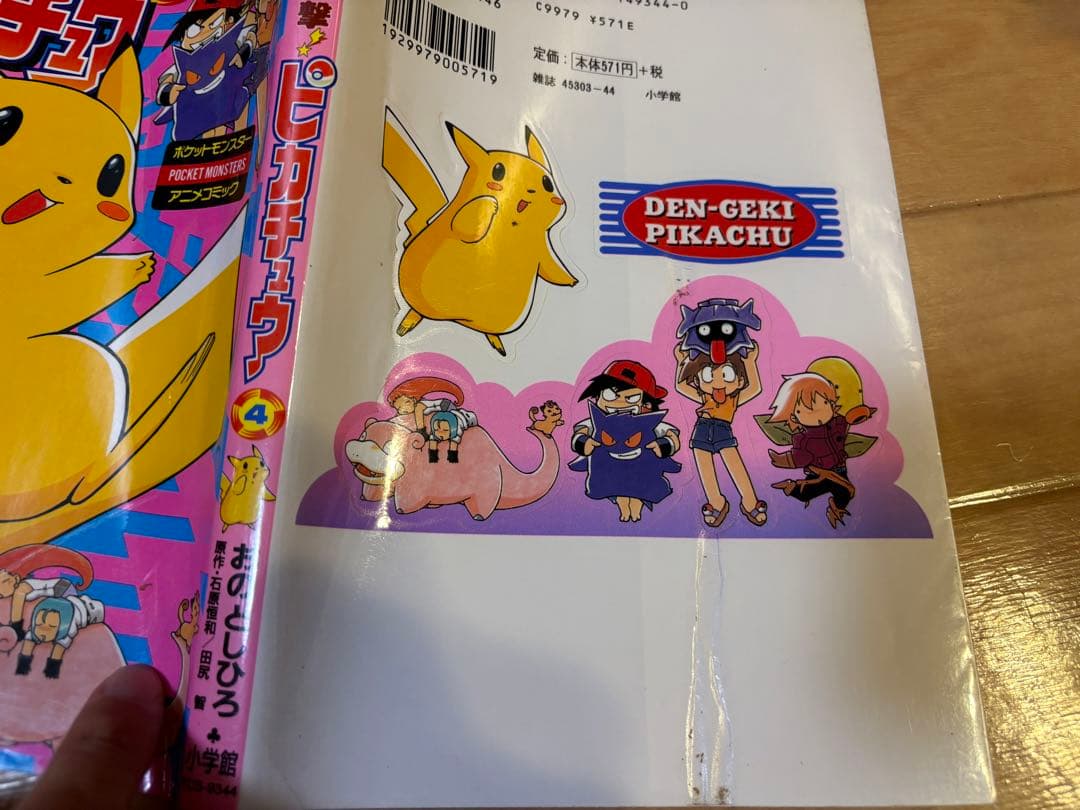 チュウ
ポケットモンスター
POCKET MONSTERS
アニメコミック
撃!
ピカチュウ
4
おのとしひろ
原作・石原恒和/田尻 智
小学館
46
49344-0
C9979 ¥571E
1929979005719
定価:本体571円+税
雑誌 45303-44 小学館
DEN-GEKI
PIKACHU